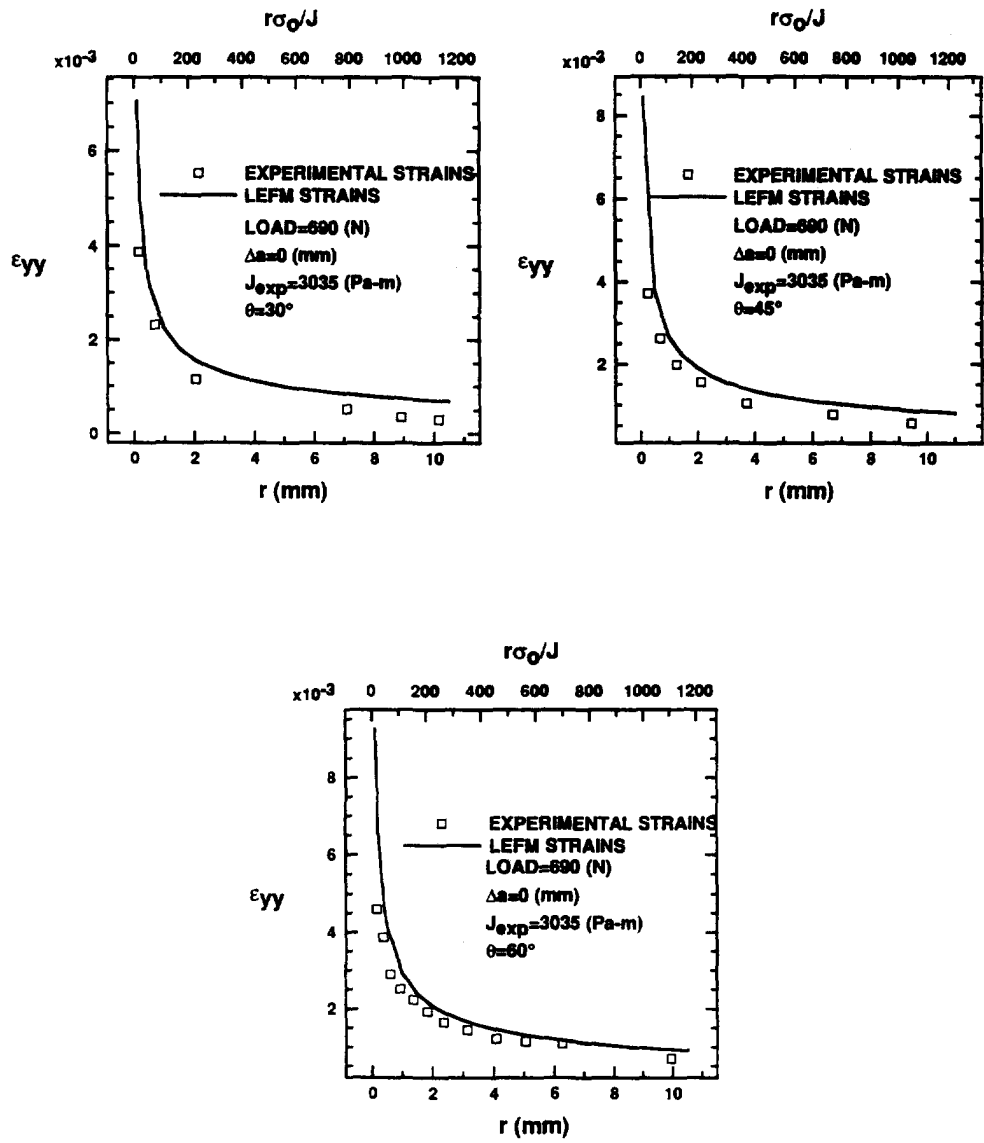 rσo/J
x10-3 0 200 400 600 800 1000 1200
6
4
2
0
εyy
EXPERIMENTAL STRAINS
LEFM STRAINS
LOAD=690 (N)
Δa=0 (mm)
Jexp=3035 (Pa-m)
θ=30°
0 2 4 6 8 10
r (mm)
rσo/J
x10-3 0 200 400 600 800 1000 1200
8
6
4
2
εyy
EXPERIMENTAL STRAINS
LEFM STRAINS
LOAD=690 (N)
Δa=0 (mm)
Jexp=3035 (Pa-m)
θ=45°
0 2 4 6 8 10
r (mm)
rσo/J
x10-3 0 200 400 600 800 1000 1200
8
6
4
2
εyy
EXPERIMENTAL STRAINS
LEFM STRAINS
LOAD=690 (N)
Δa=0 (mm)
Jexp=3035 (Pa-m)
θ=60°
0 2 4 6 8 10
r (mm)